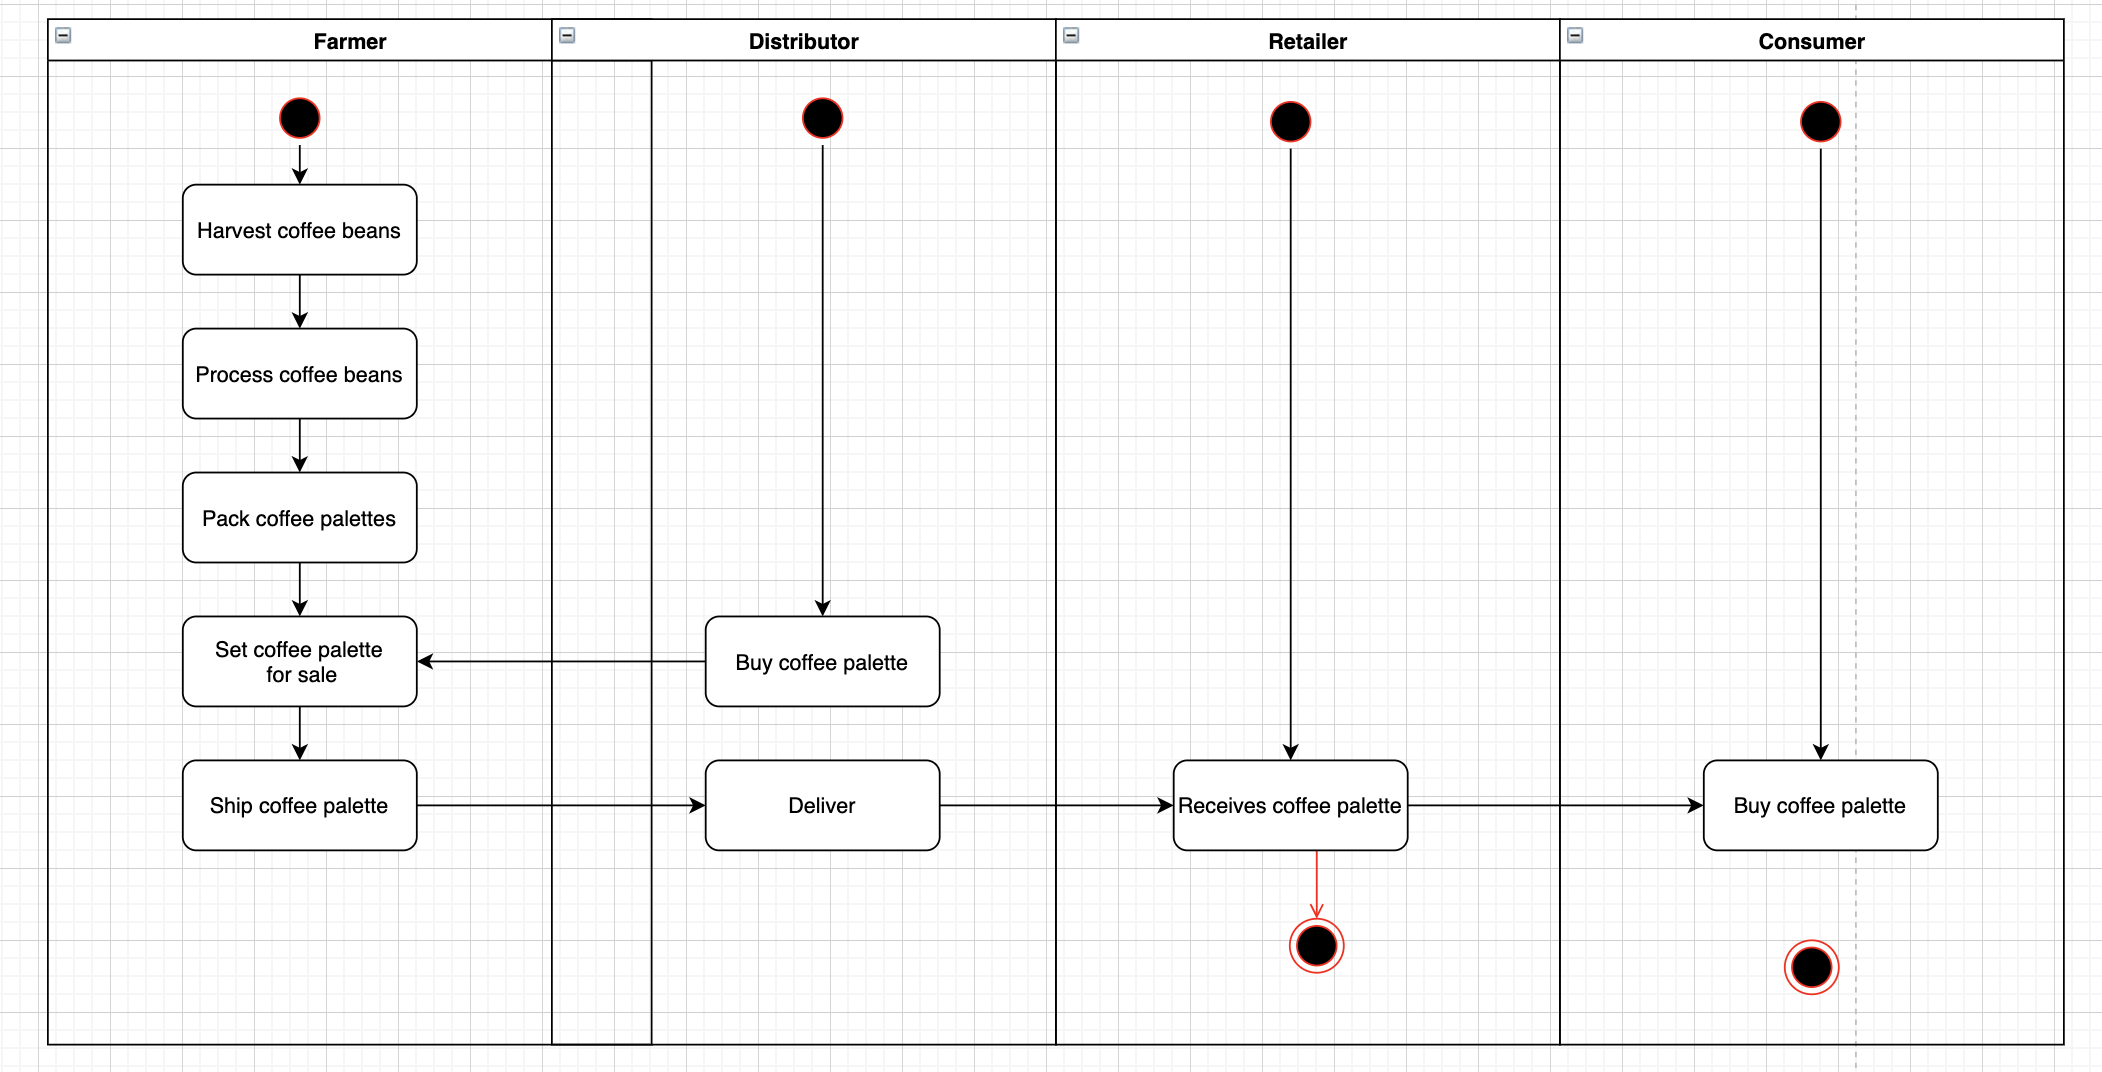 Farmer
Distributor
Retailer
Consumer
Harvest coffee beans
Process coffee beans
Pack coffee palettes
Set coffee palette
for sale
Buy coffee palette
Ship coffee palette
Deliver
Receives coffee palette
Buy coffee palette